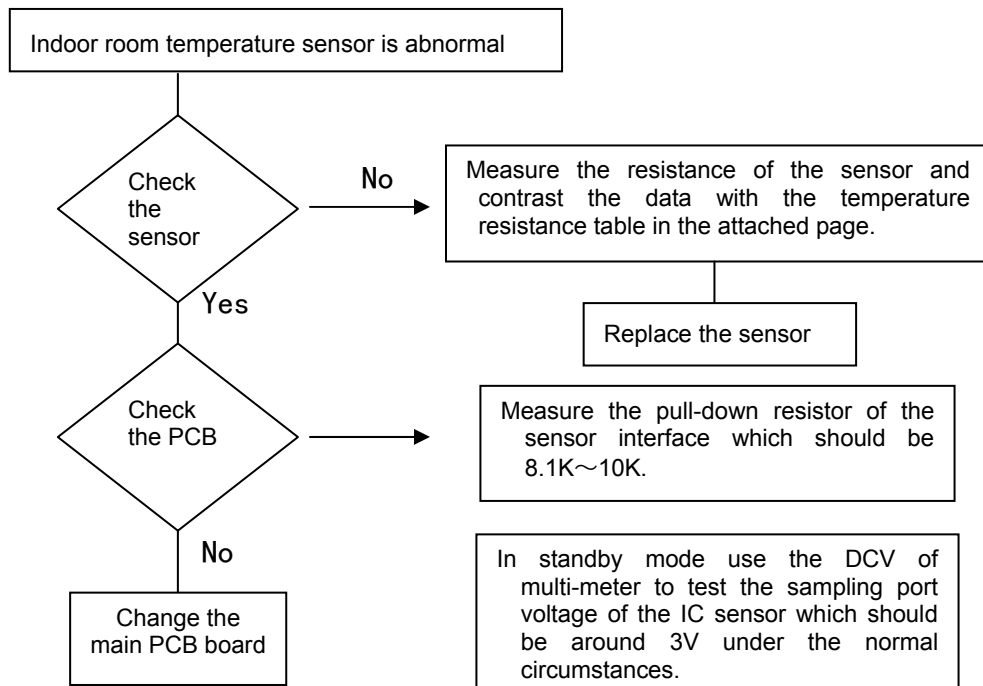 Indoor room temperature sensor is abnormal
Check
the
sensor
No
Measure the resistance of the sensor and
contrast the data with the temperature
resistance table in the attached page.
Yes
Replace the sensor
Check
the PCB
Measure the pull-down resistor of the
sensor interface which should be
8.1K～10K.
No
Change the
main PCB board
In standby mode use the DCV of
multi-meter to test the sampling port
voltage of the IC sensor which should
be around 3V under the normal
circumstances.